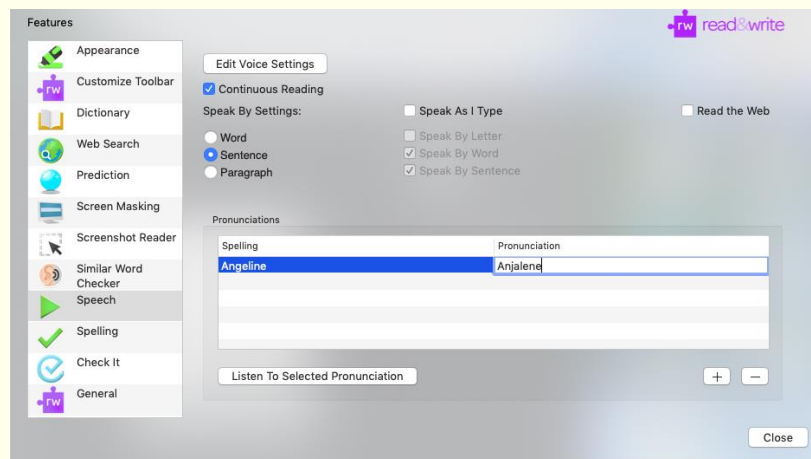 Features
rw read&write
Appearance
Customize Toolbar
rw
Dictionary
Web Search
Prediction
Screen Masking
Screenshot Reader
Similar Word
Checker
Speech
Spelling
Check It
General
rw
Edit Voice Settings
Continuous Reading
Speak By Settings:
Word
Sentence
Paragraph
Speak As I Type
Speak By Letter
Speak By Word
Speak By Sentence
Read the Web
Pronunciations
Spelling Pronunciation
Angeline Anjalene
Listen To Selected Pronunciation + −
Close